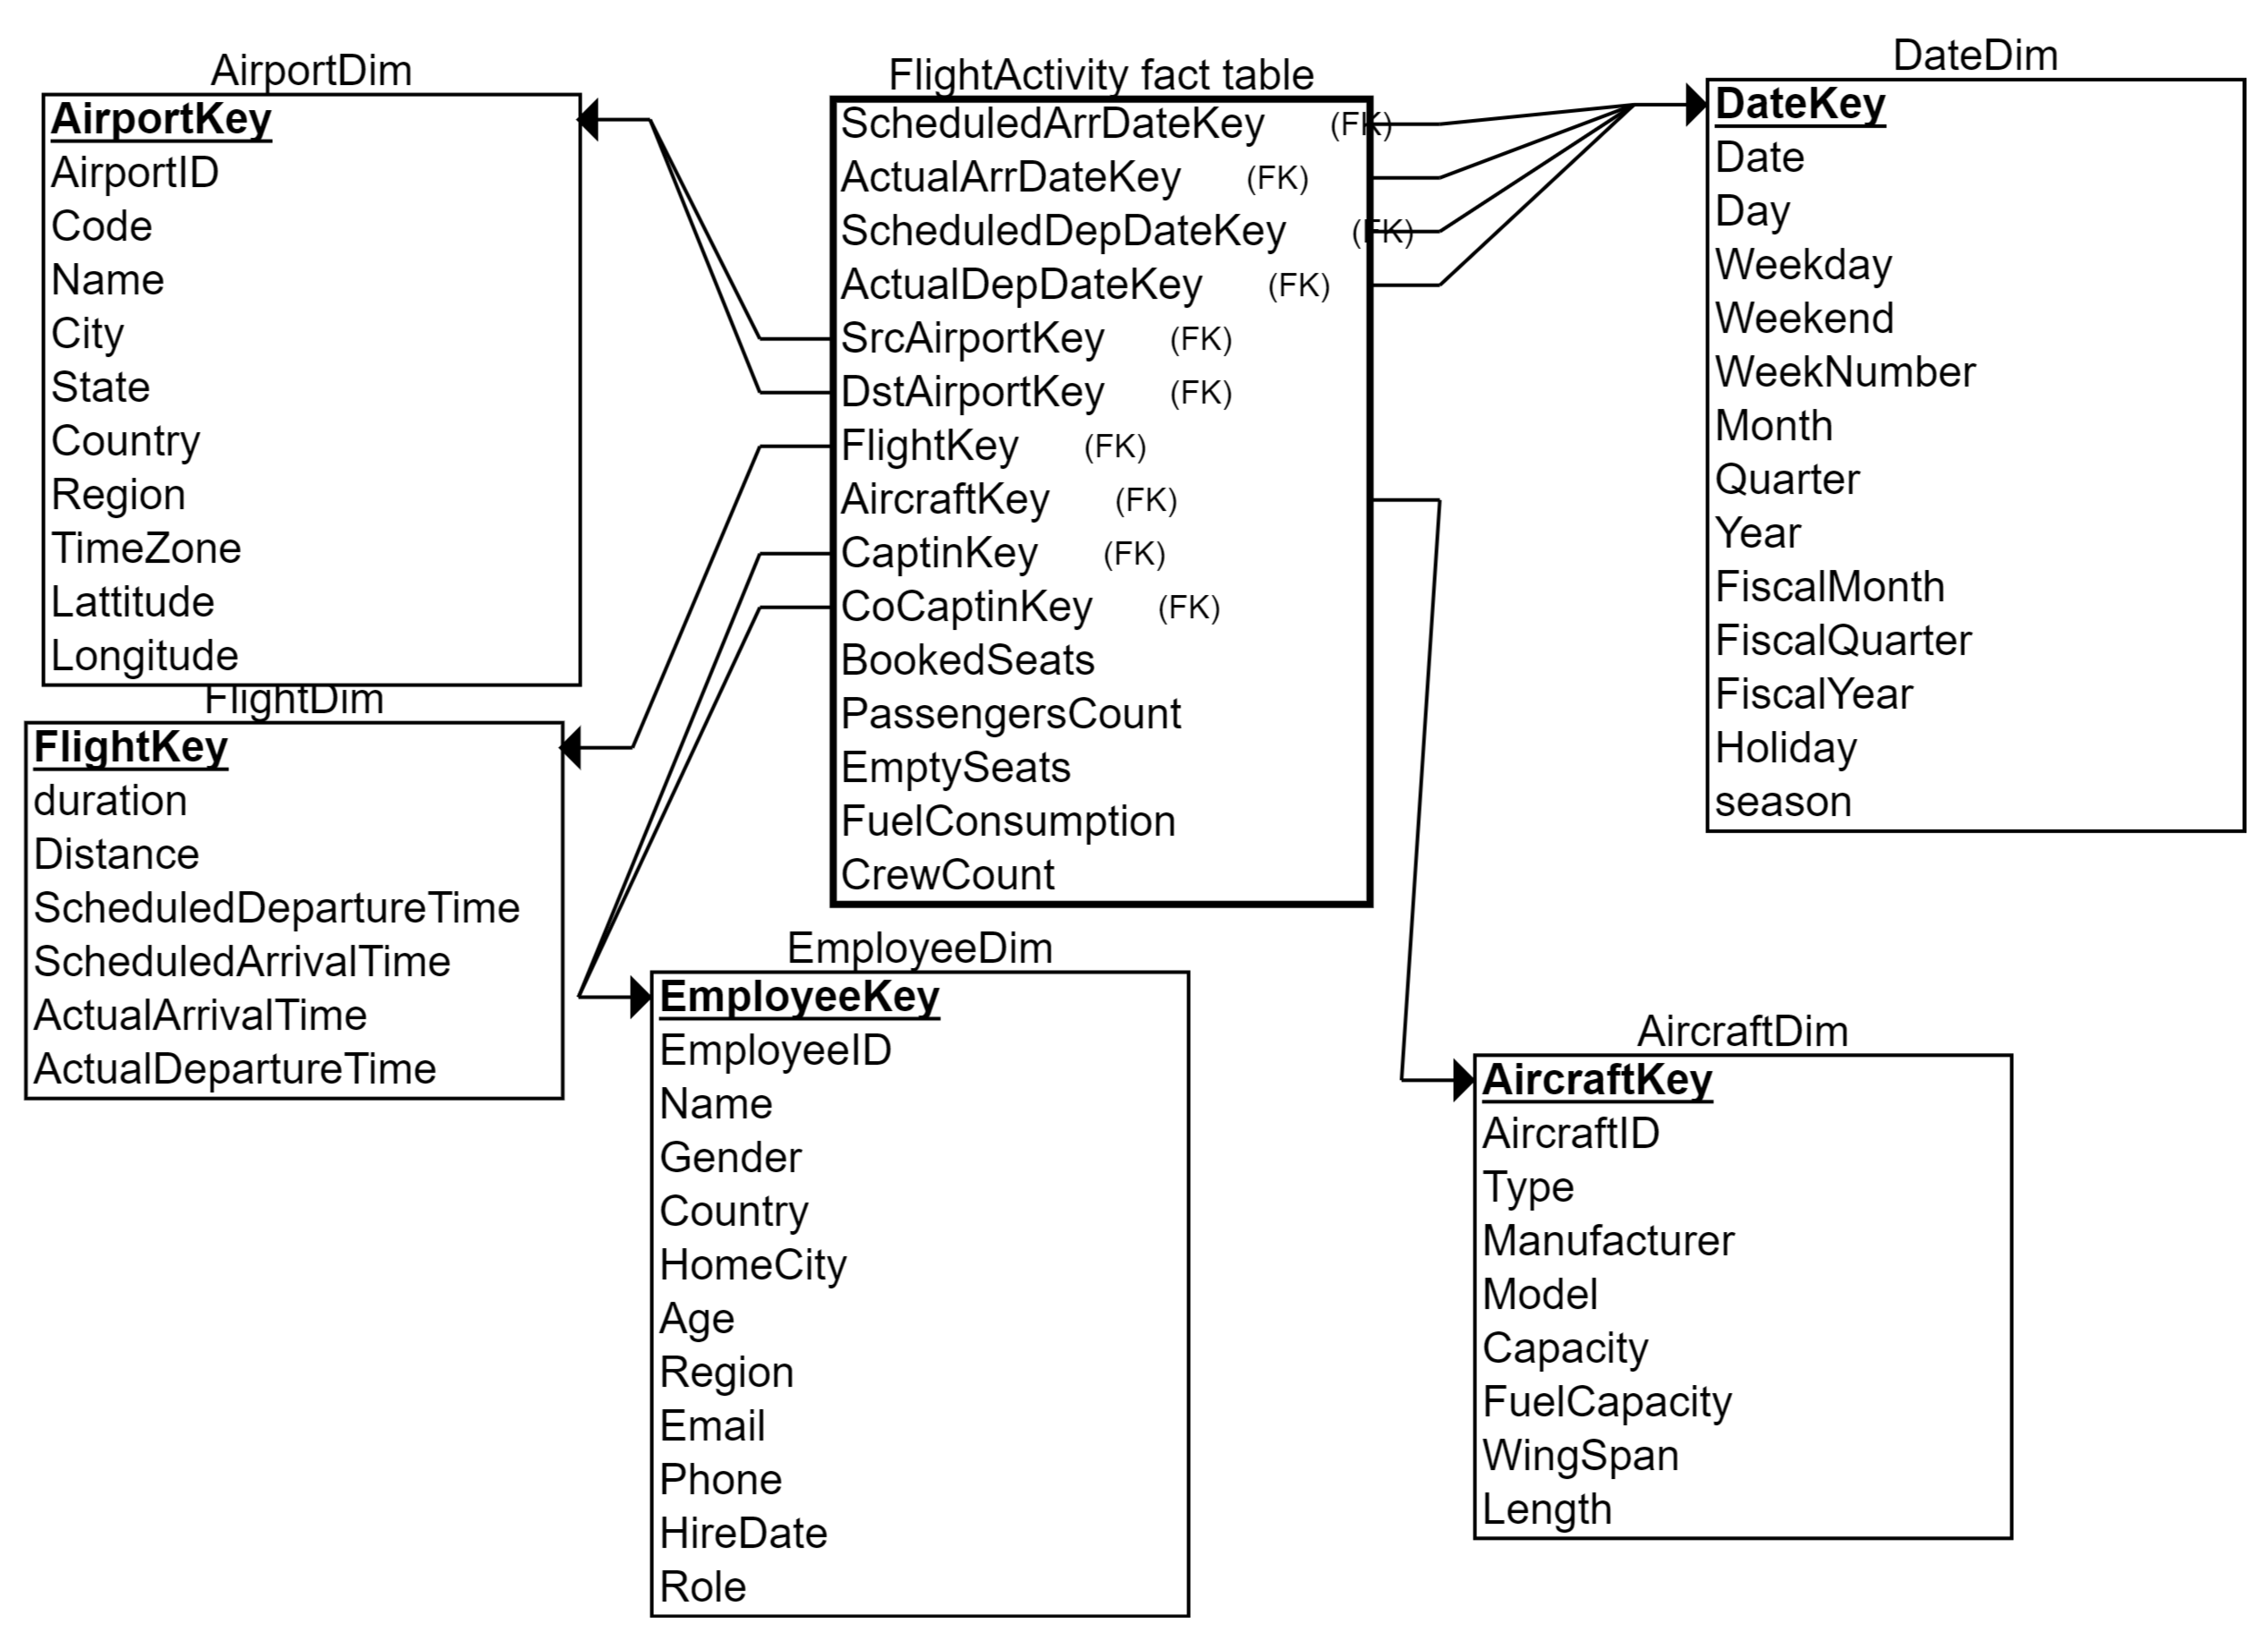 AirportDim
AirportKey
AirportID
Code
Name
City
State
Country
Region
TimeZone
Lattitude
Longitude
FlightDim
FlightKey
duration
Distance
ScheduledDepartureTime
ScheduledArrivalTime
ActualArrivalTime
ActualDepartureTime
FlightActivity fact table
ScheduledArrDateKey (FK)
ActualArrDateKey (FK)
ScheduledDepDateKey (FK)
ActualDepDateKey (FK)
SrcAirportKey (FK)
DstAirportKey (FK)
FlightKey (FK)
AircraftKey (FK)
CaptinKey (FK)
CoCaptinKey (FK)
BookedSeats
PassengersCount
EmptySeats
FuelConsumption
CrewCount
EmployeeDim
EmployeeKey
EmployeeID
Name
Gender
Country
HomeCity
Age
Region
Email
Phone
HireDate
Role
DateDim
DateKey
Date
Day
Weekday
Weekend
WeekNumber
Month
Quarter
Year
FiscalMonth
FiscalQuarter
FiscalYear
Holiday
season
AircraftDim
AircraftKey
AircraftID
Type
Manufacturer
Model
Capacity
FuelCapacity
WingSpan
Length